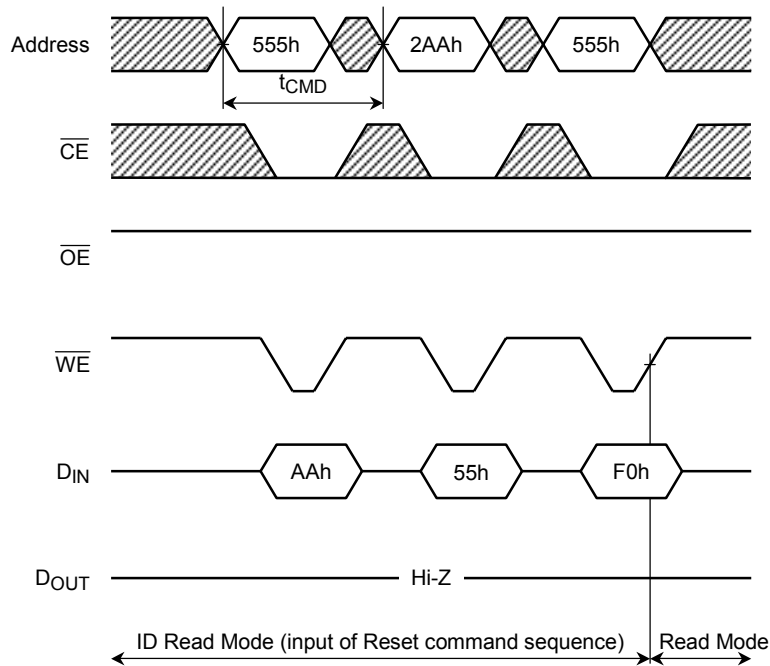 Address 555h 2AAh 555h
tCMD
CE
OE
WE
DIN AAh 55h F0h
DOUT Hi-Z
ID Read Mode (input of Reset command sequence) Read Mode